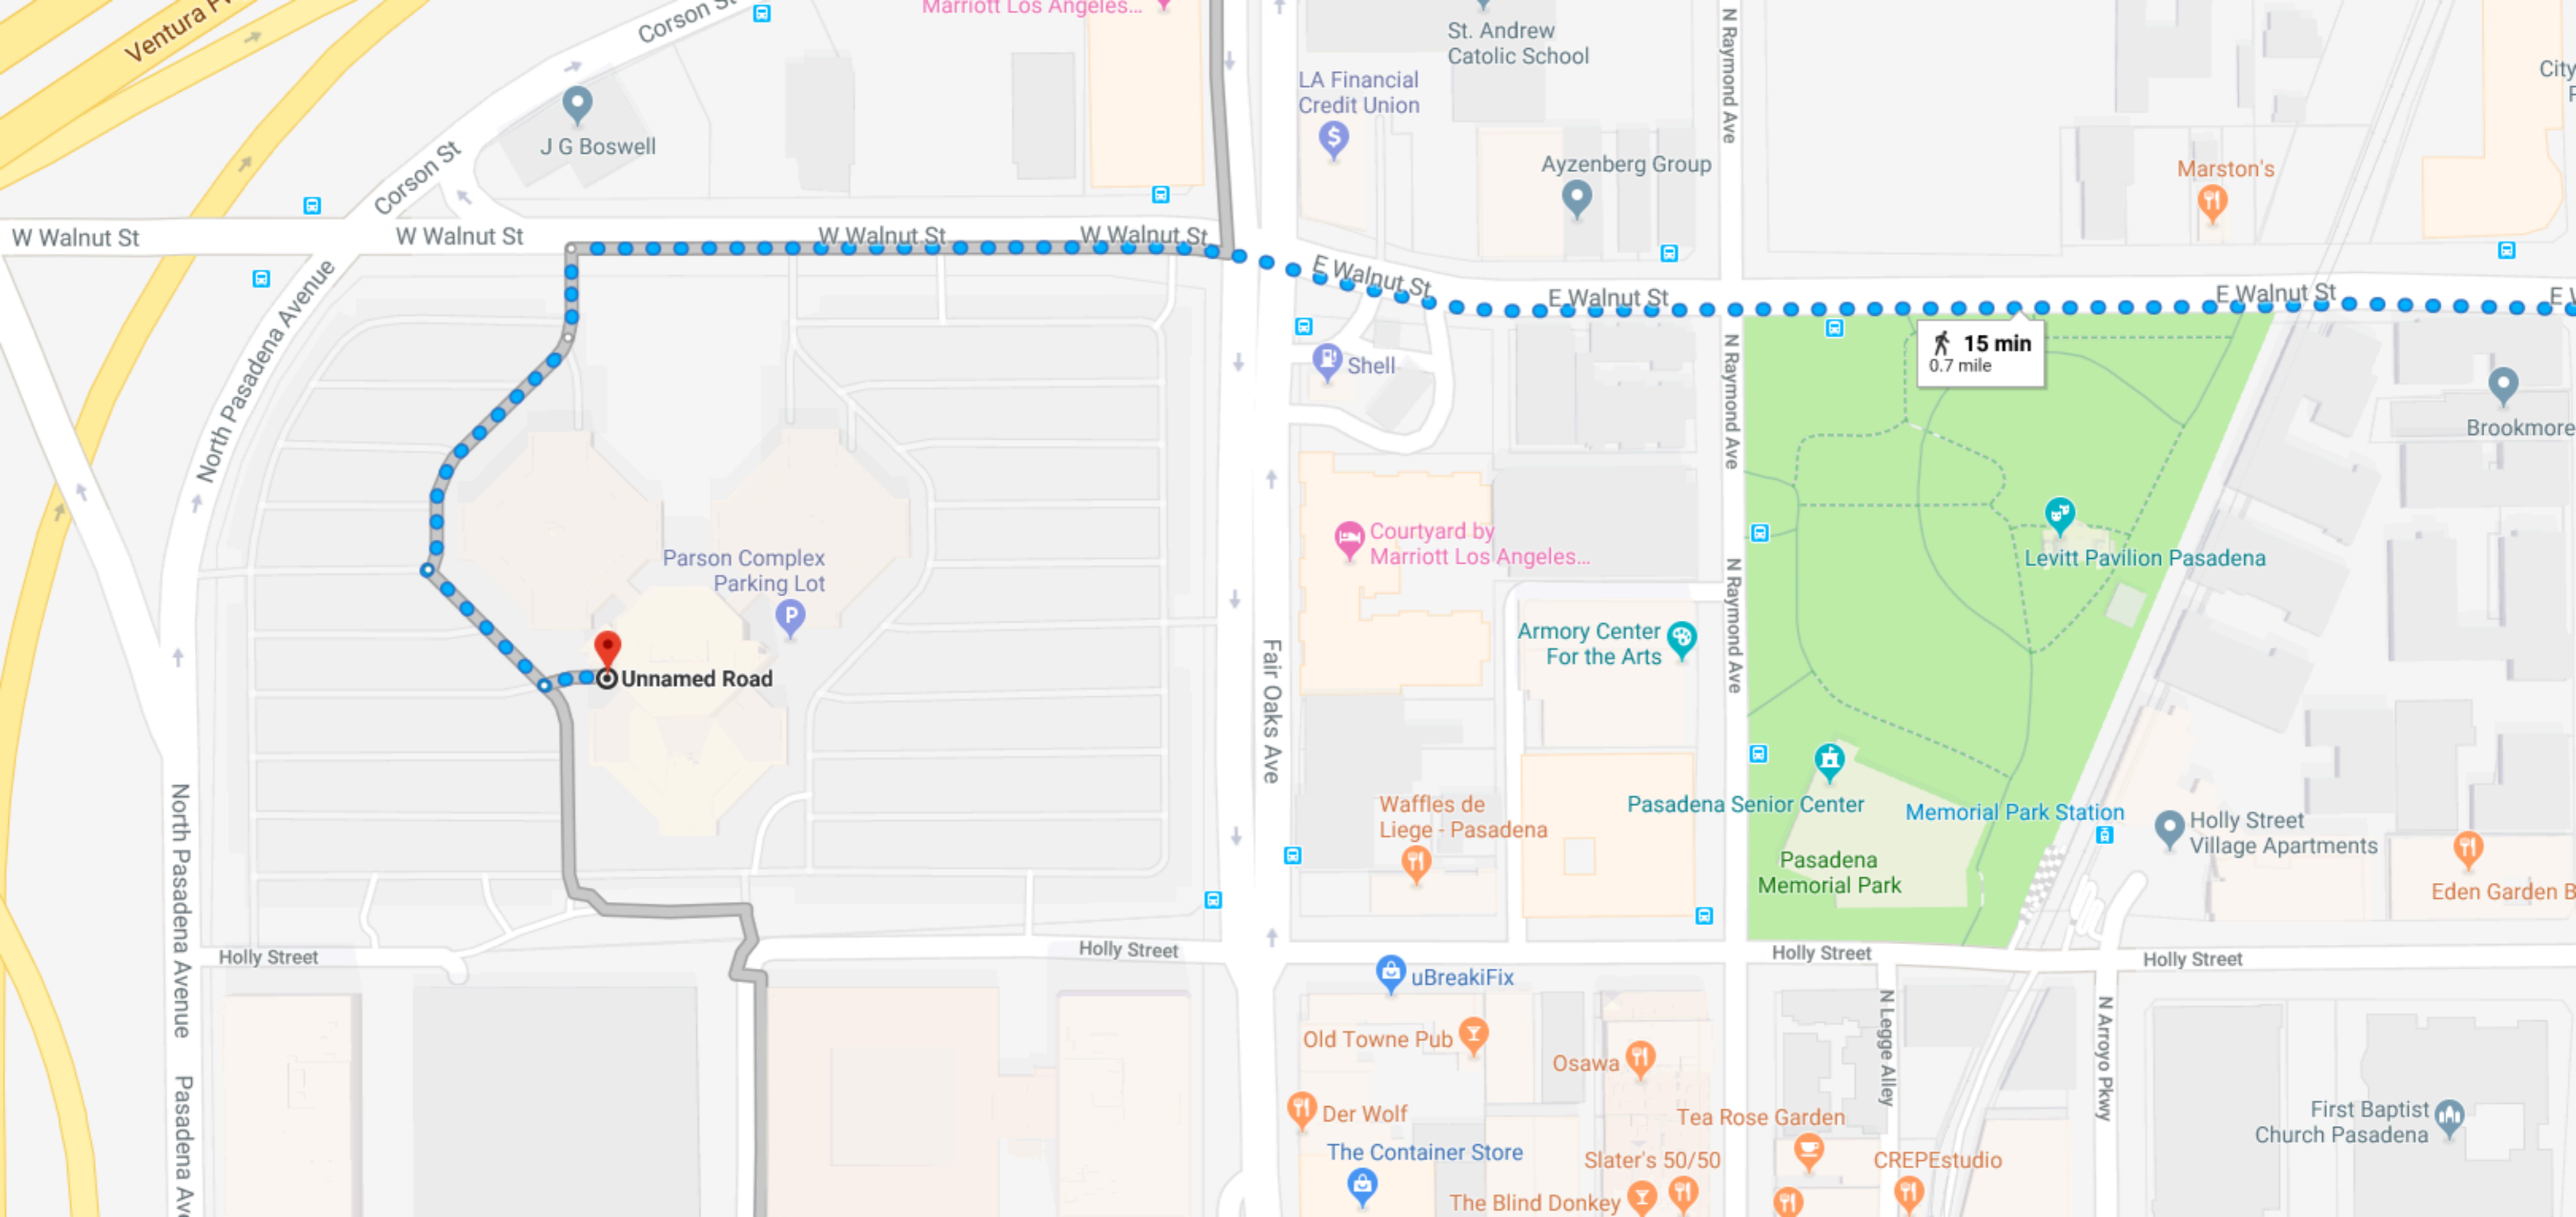 Ventura
Corson St
Marriott Los Angeles...
St. Andrew
Catolic School
N Raymond Ave
City
LA Financial
Credit Union
J G Boswell
Corson St
Ayzenberg Group
Marston's
W Walnut St
W Walnut St
W Walnut St
W Walnut St
E Walnut St
E Walnut St
E Walnut St
E
15 min
0.7 mile
North Pasadena Avenue
Shell
N Raymond Ave
Brookmore
Courtyard by
Marriott Los Angeles...
Levitt Pavilion Pasadena
Parson Complex
Parking Lot
P
N Raymond Ave
Armory Center
For the Arts
Unnamed Road
Fair Oaks Ave
Waffles de
Liege - Pasadena
Pasadena Senior Center
Memorial Park Station
Holly Street
Village Apartments
Pasadena
Memorial Park
Eden Garden B
North Pasadena Avenue
Holly Street
Holly Street
Holly Street
Holly Street
uBreakiFix
Old Towne Pub
Osawa
N Legge Alley
N Arroyo Pkwy
Der Wolf
Tea Rose Garden
First Baptist
Church Pasadena
The Container Store
Slater's 50/50
CREPEstudio
The Blind Donkey
Pasadena Ave